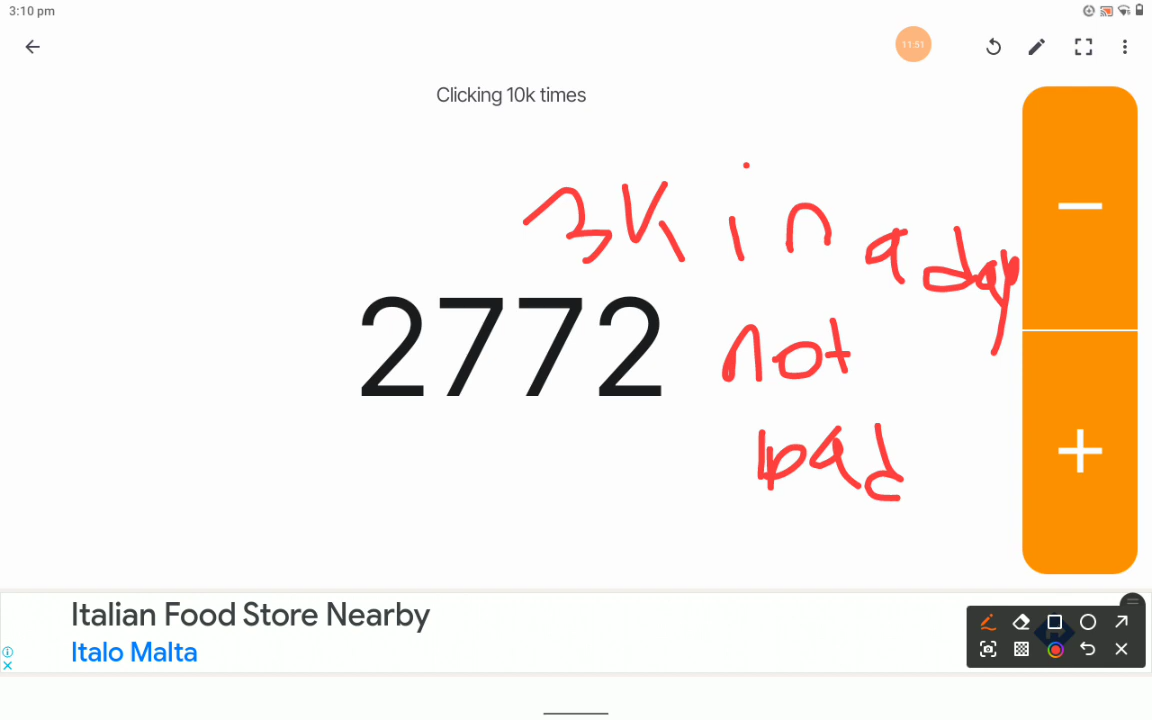 3:10 pm
11:51
Clicking 10k times
3K in a day
2772
not
bad
Italian Food Store Nearby
Italo Malta